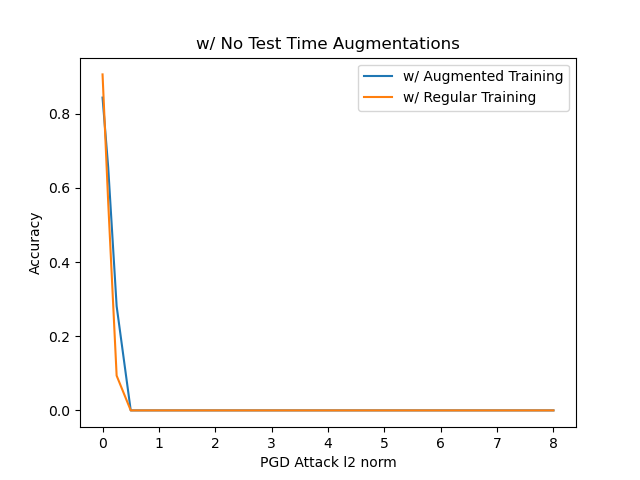 w/ No Test Time Augmentations
w/ Augmented Training
w/ Regular Training
0.8
0.6
0.4
0.2
0.0
Accuracy
0 1 2 3 4 5 6 7 8
PGD Attack l2 norm